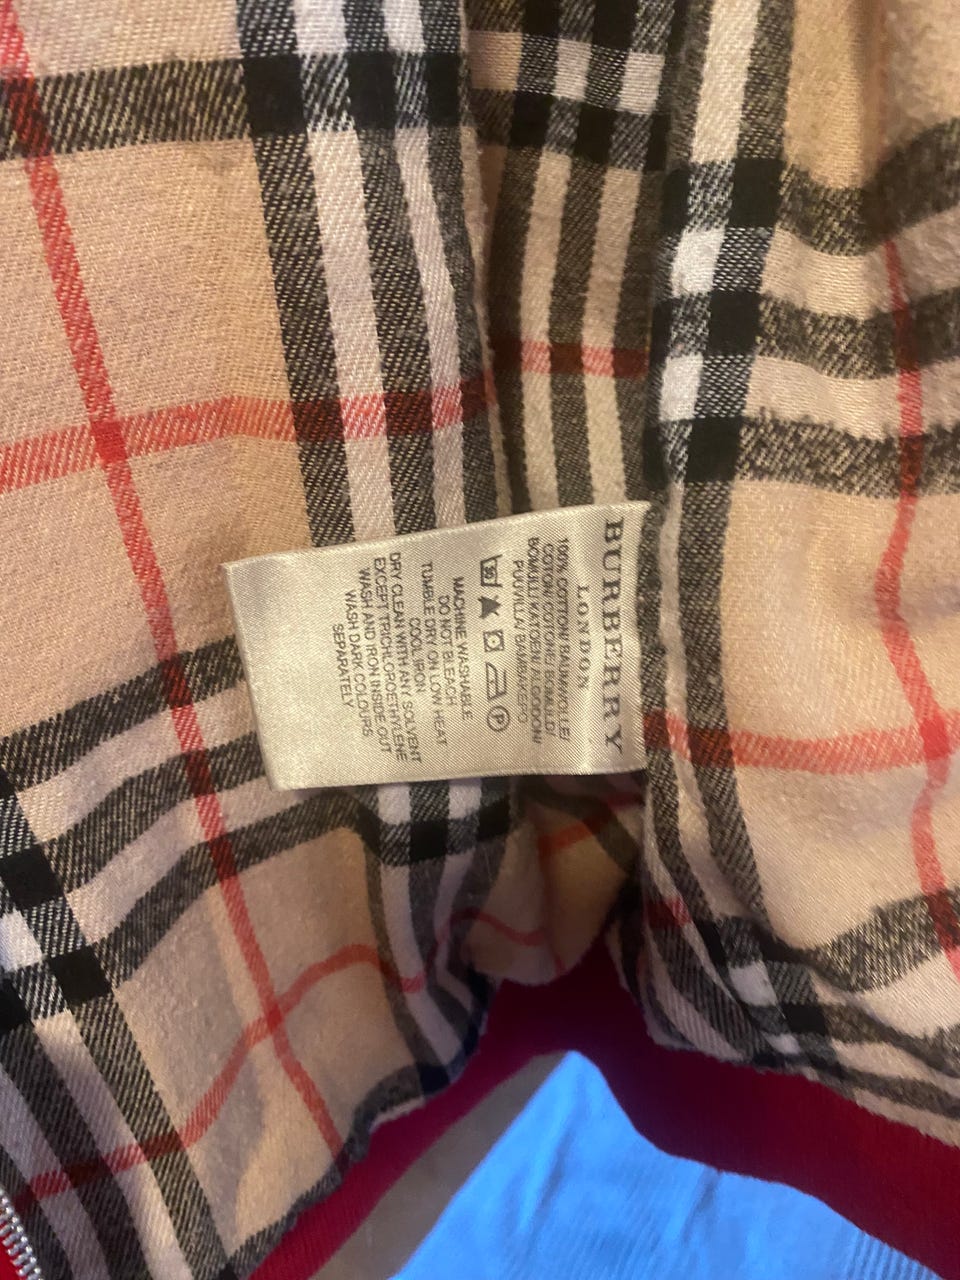 BURBERRY
LONDON
100% COTTON/ BAUMWOLLE/
COTON/ COTONE/ BOMULD/
BOMULL/ KATOEN/ ALGODON/
PUUVILLA/ BAMBAKEPO
P
MACHINE WASHABLE
DO NOT BLEACH
TUMBLE DRY ON LOW HEAT
COOL IRON
DRY CLEAN WITH ANY SOLVENT
EXCEPT TRICHLOROETHYLENE
WASH AND IRON INSIDE OUT
WASH DARK COLOURS
SEPARATELY